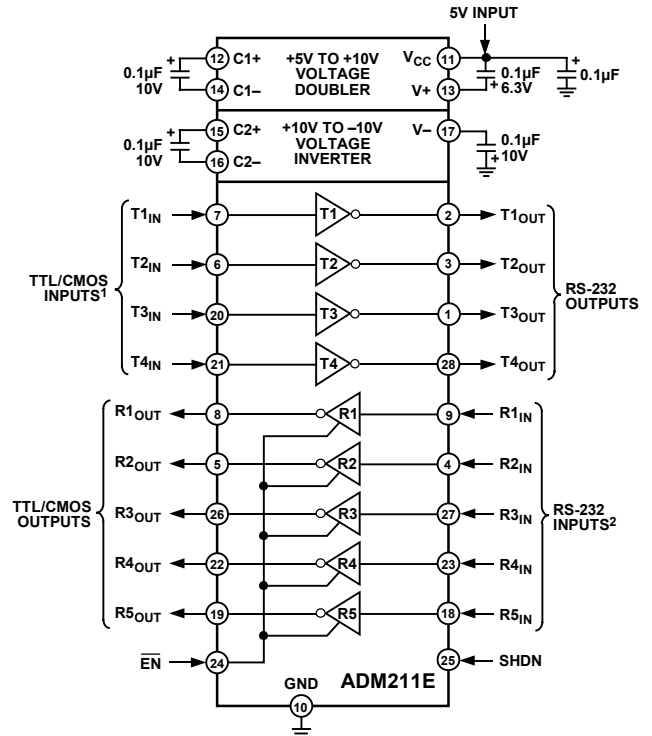 5V INPUT
0.1µF
10V
12
C1+
14
C1–
+5V TO +10V
VOLTAGE
DOUBLER
VCC
11
V+
13
0.1µF
6.3V
0.1µF
0.1µF
10V
15
C2+
16
C2–
+10V TO –10V
VOLTAGE
INVERTER
V–
17
0.1µF
10V
TTL/CMOS
INPUTS1
T1IN
7
T1
2
T1OUT
T2IN
6
T2
3
T2OUT
T3IN
20
T3
1
T3OUT
T4IN
21
T4
28
T4OUT
RS-232
OUTPUTS
TTL/CMOS
OUTPUTS
R1OUT
8
R1
9
R1IN
R2OUT
5
R2
4
R2IN
R3OUT
26
R3
27
R3IN
R4OUT
22
R4
23
R4IN
R5OUT
19
R5
18
R5IN
RS-232
INPUTS2
EN
24
25
SHDN
GND
10
ADM211E